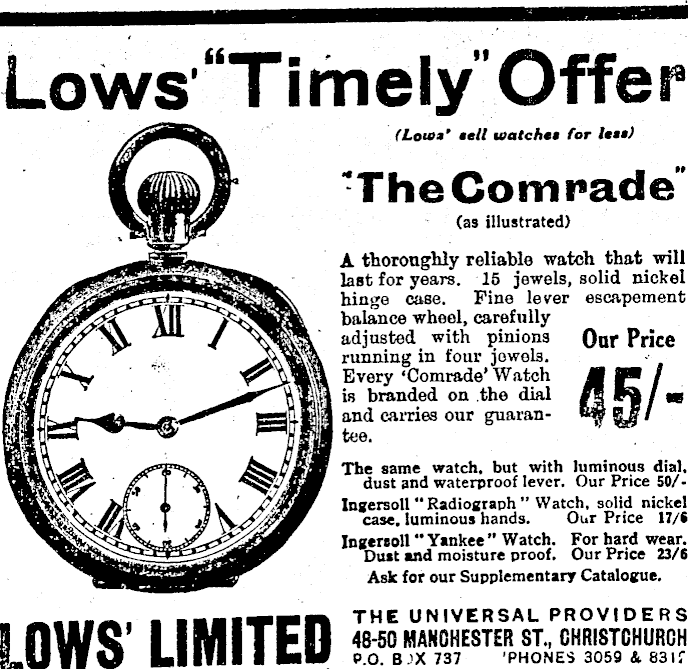 Lows' "Timely" Offer
(Lows' sell watches for less)
"The Comrade"
(as illustrated)
A thoroughly reliable watch that will
last for years. 15 jewels, solid nickel
hinge case. Fine lever escapement
balance wheel, carefully
adjusted with pinions
running in four jewels.
Every 'Comrade' Watch
is branded on the dial
and carries our guaran-
tee.
Our Price
45/-
The same watch, but with luminous dial,
dust and waterproof lever. Our Price 50/-
Ingersoll "Radiograph" Watch, solid nickel
case, luminous hands. Our Price 17/6
Ingersoll "Yankee" Watch. For hard wear.
Dust and moisture proof. Our Price 23/6
Ask for our Supplementary Catalogue.
XII
I
II
III
VIII
X
XI
LOWS' LIMITED
THE UNIVERSAL PROVIDERS
48-50 MANCHESTER ST., CHRISTCHURCH
P.O. BOX 737 'PHONES 3059 &